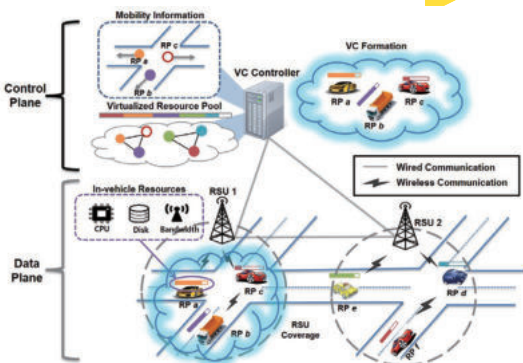 Mobility Information
RP c
RP a
RP b
Virtualized Resource Pool
VC Controller
VC Formation
RP a
RP c
RP b
Control
Plane
Wired Communication
Wireless Communication
In-vehicle Resources
CPU
Disk
Bandwidth
RSU 1
RSU 2
Data
Plane
RP a
RP c
RP b
RSU
Coverage
RP e
RP d
RP f